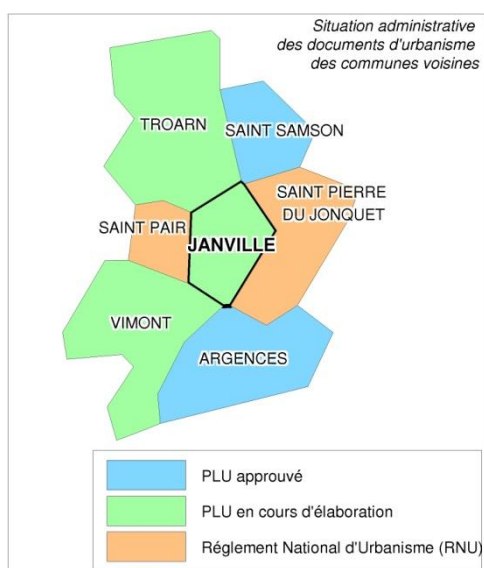 Situation administrative
des documents d'urbanisme
des communes voisines
TROARN
SAINT SAMSON
SAINT PIERRE
DU JONQUET
SAINT PAIR
JANVILLE
VIMONT
ARGENCES
PLU approuvé
PLU en cours d'élaboration
Réglement National d'Urbanisme (RNU)